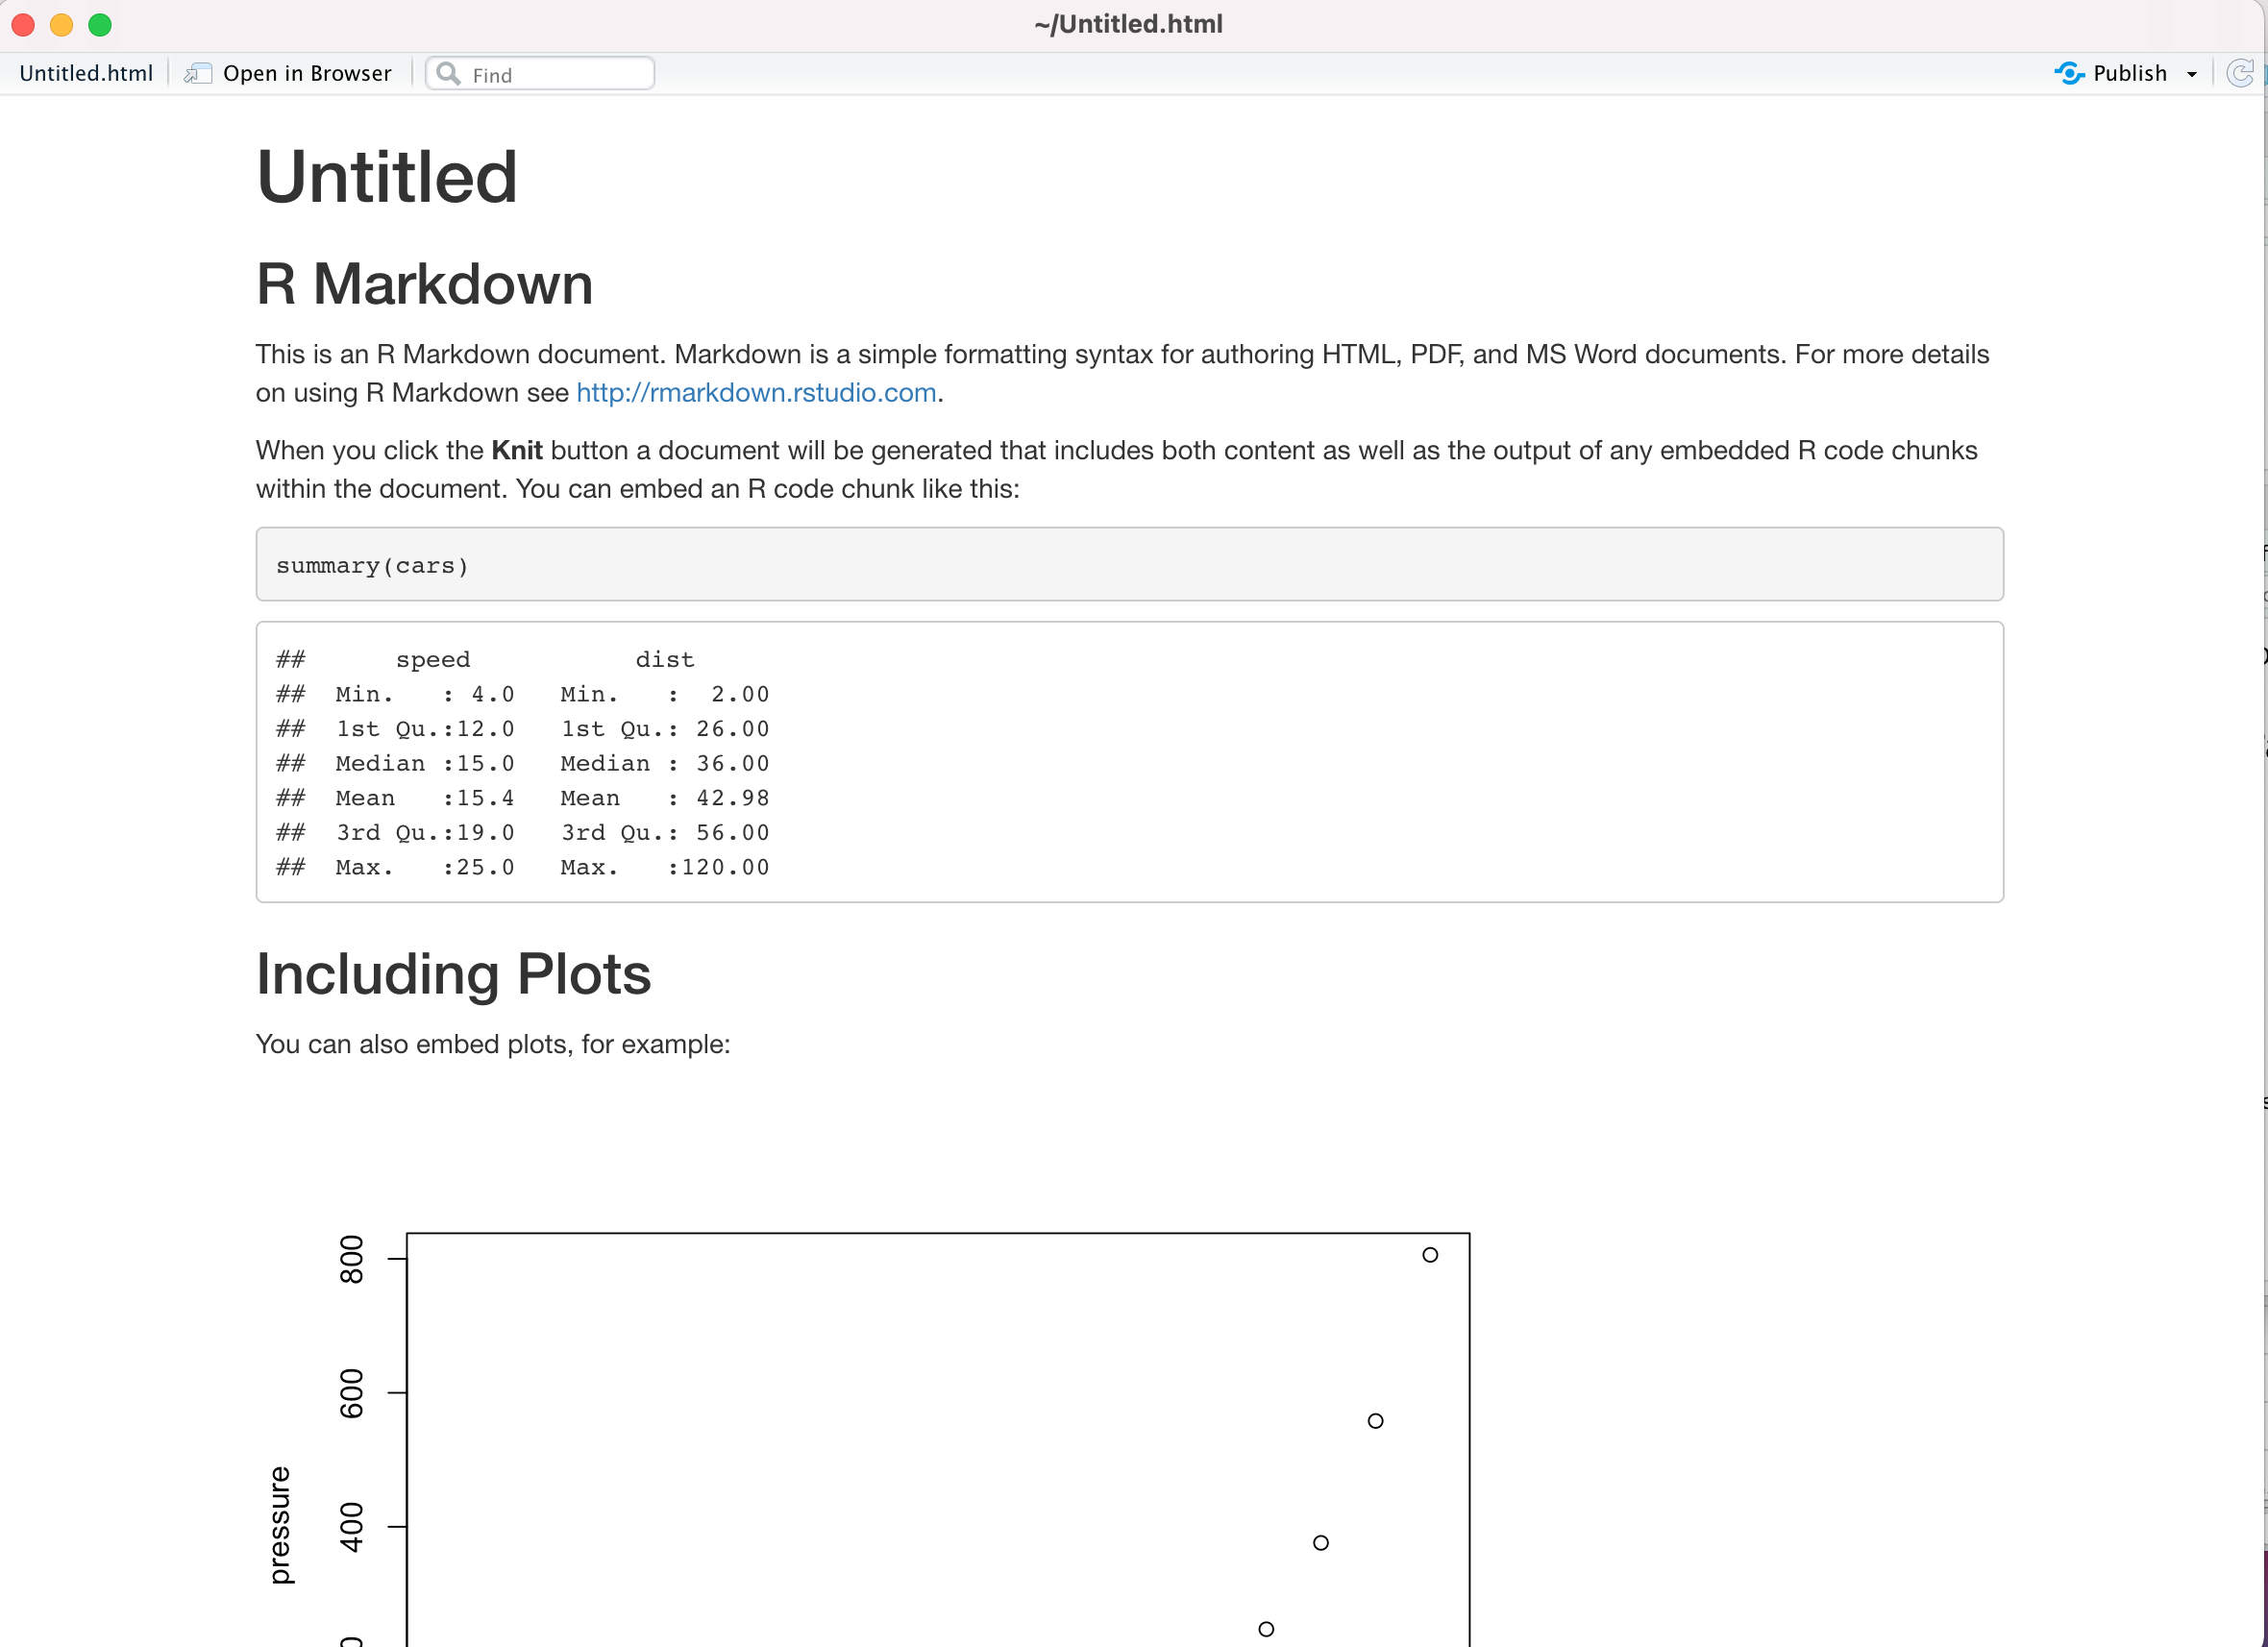 ~/Untitled.html
Untitled.html Open in Browser Find Publish
Untitled
R Markdown
This is an R Markdown document. Markdown is a simple formatting syntax for authoring HTML, PDF, and MS Word documents. For more details
on using R Markdown see http://rmarkdown.rstudio.com.
When you click the Knit button a document will be generated that includes both content as well as the output of any embedded R code chunks
within the document. You can embed an R code chunk like this:
summary(cars)
##      speed           dist
##  Min.   : 4.0   Min.   :  2.00
##  1st Qu.:12.0   1st Qu.: 26.00
##  Median :15.0   Median : 36.00
##  Mean   :15.4   Mean   : 42.98
##  3rd Qu.:19.0   3rd Qu.: 56.00
##  Max.   :25.0   Max.   :120.00
Including Plots
You can also embed plots, for example:
800
600
400
pressure